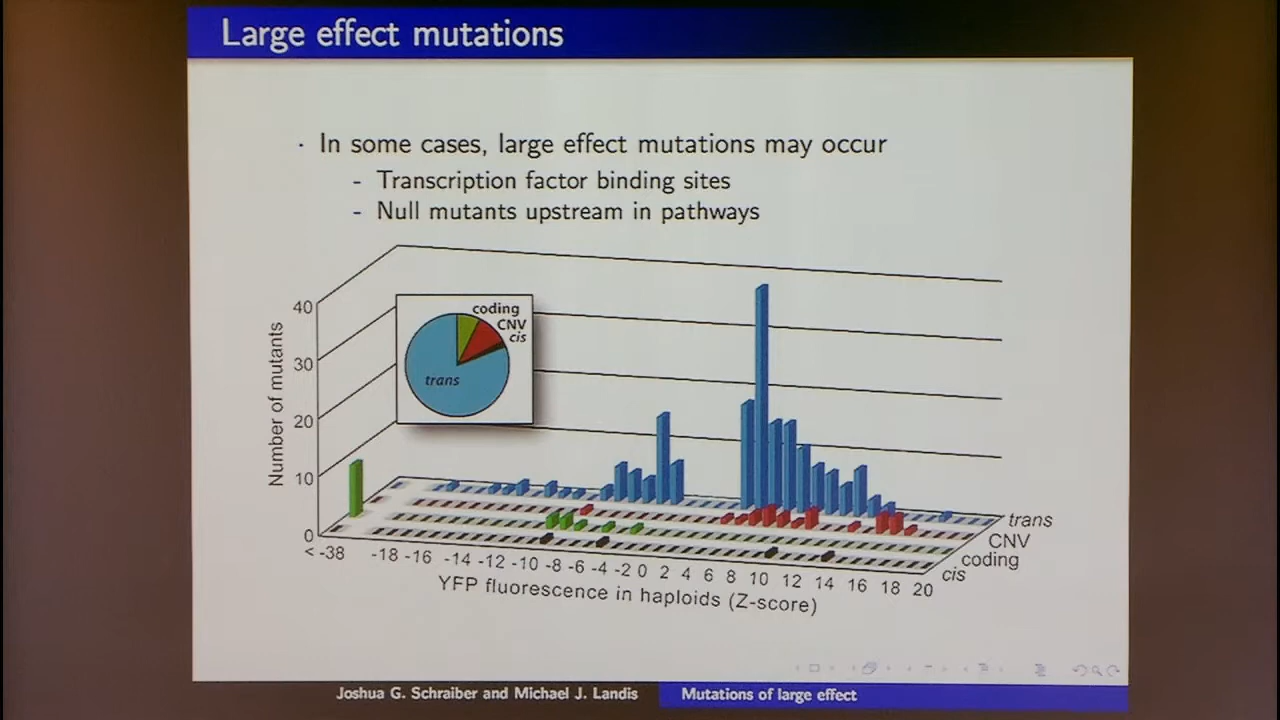 Large effect mutations
· In some cases, large effect mutations may occur
- Transcription factor binding sites
- Null mutants upstream in pathways
40
30
20
10
0
Number of mutants
coding
CNV
cis
trans
trans
CNV
coding
cis
< -38 -18 -16 -14 -12 -10 -8 -6 -4 -2 0 2 4 6 8 10 12 14 16 18 20
YFP fluorescence in haploids (Z-score)
Joshua G. Schraiber and Michael J. Landis Mutations of large effect